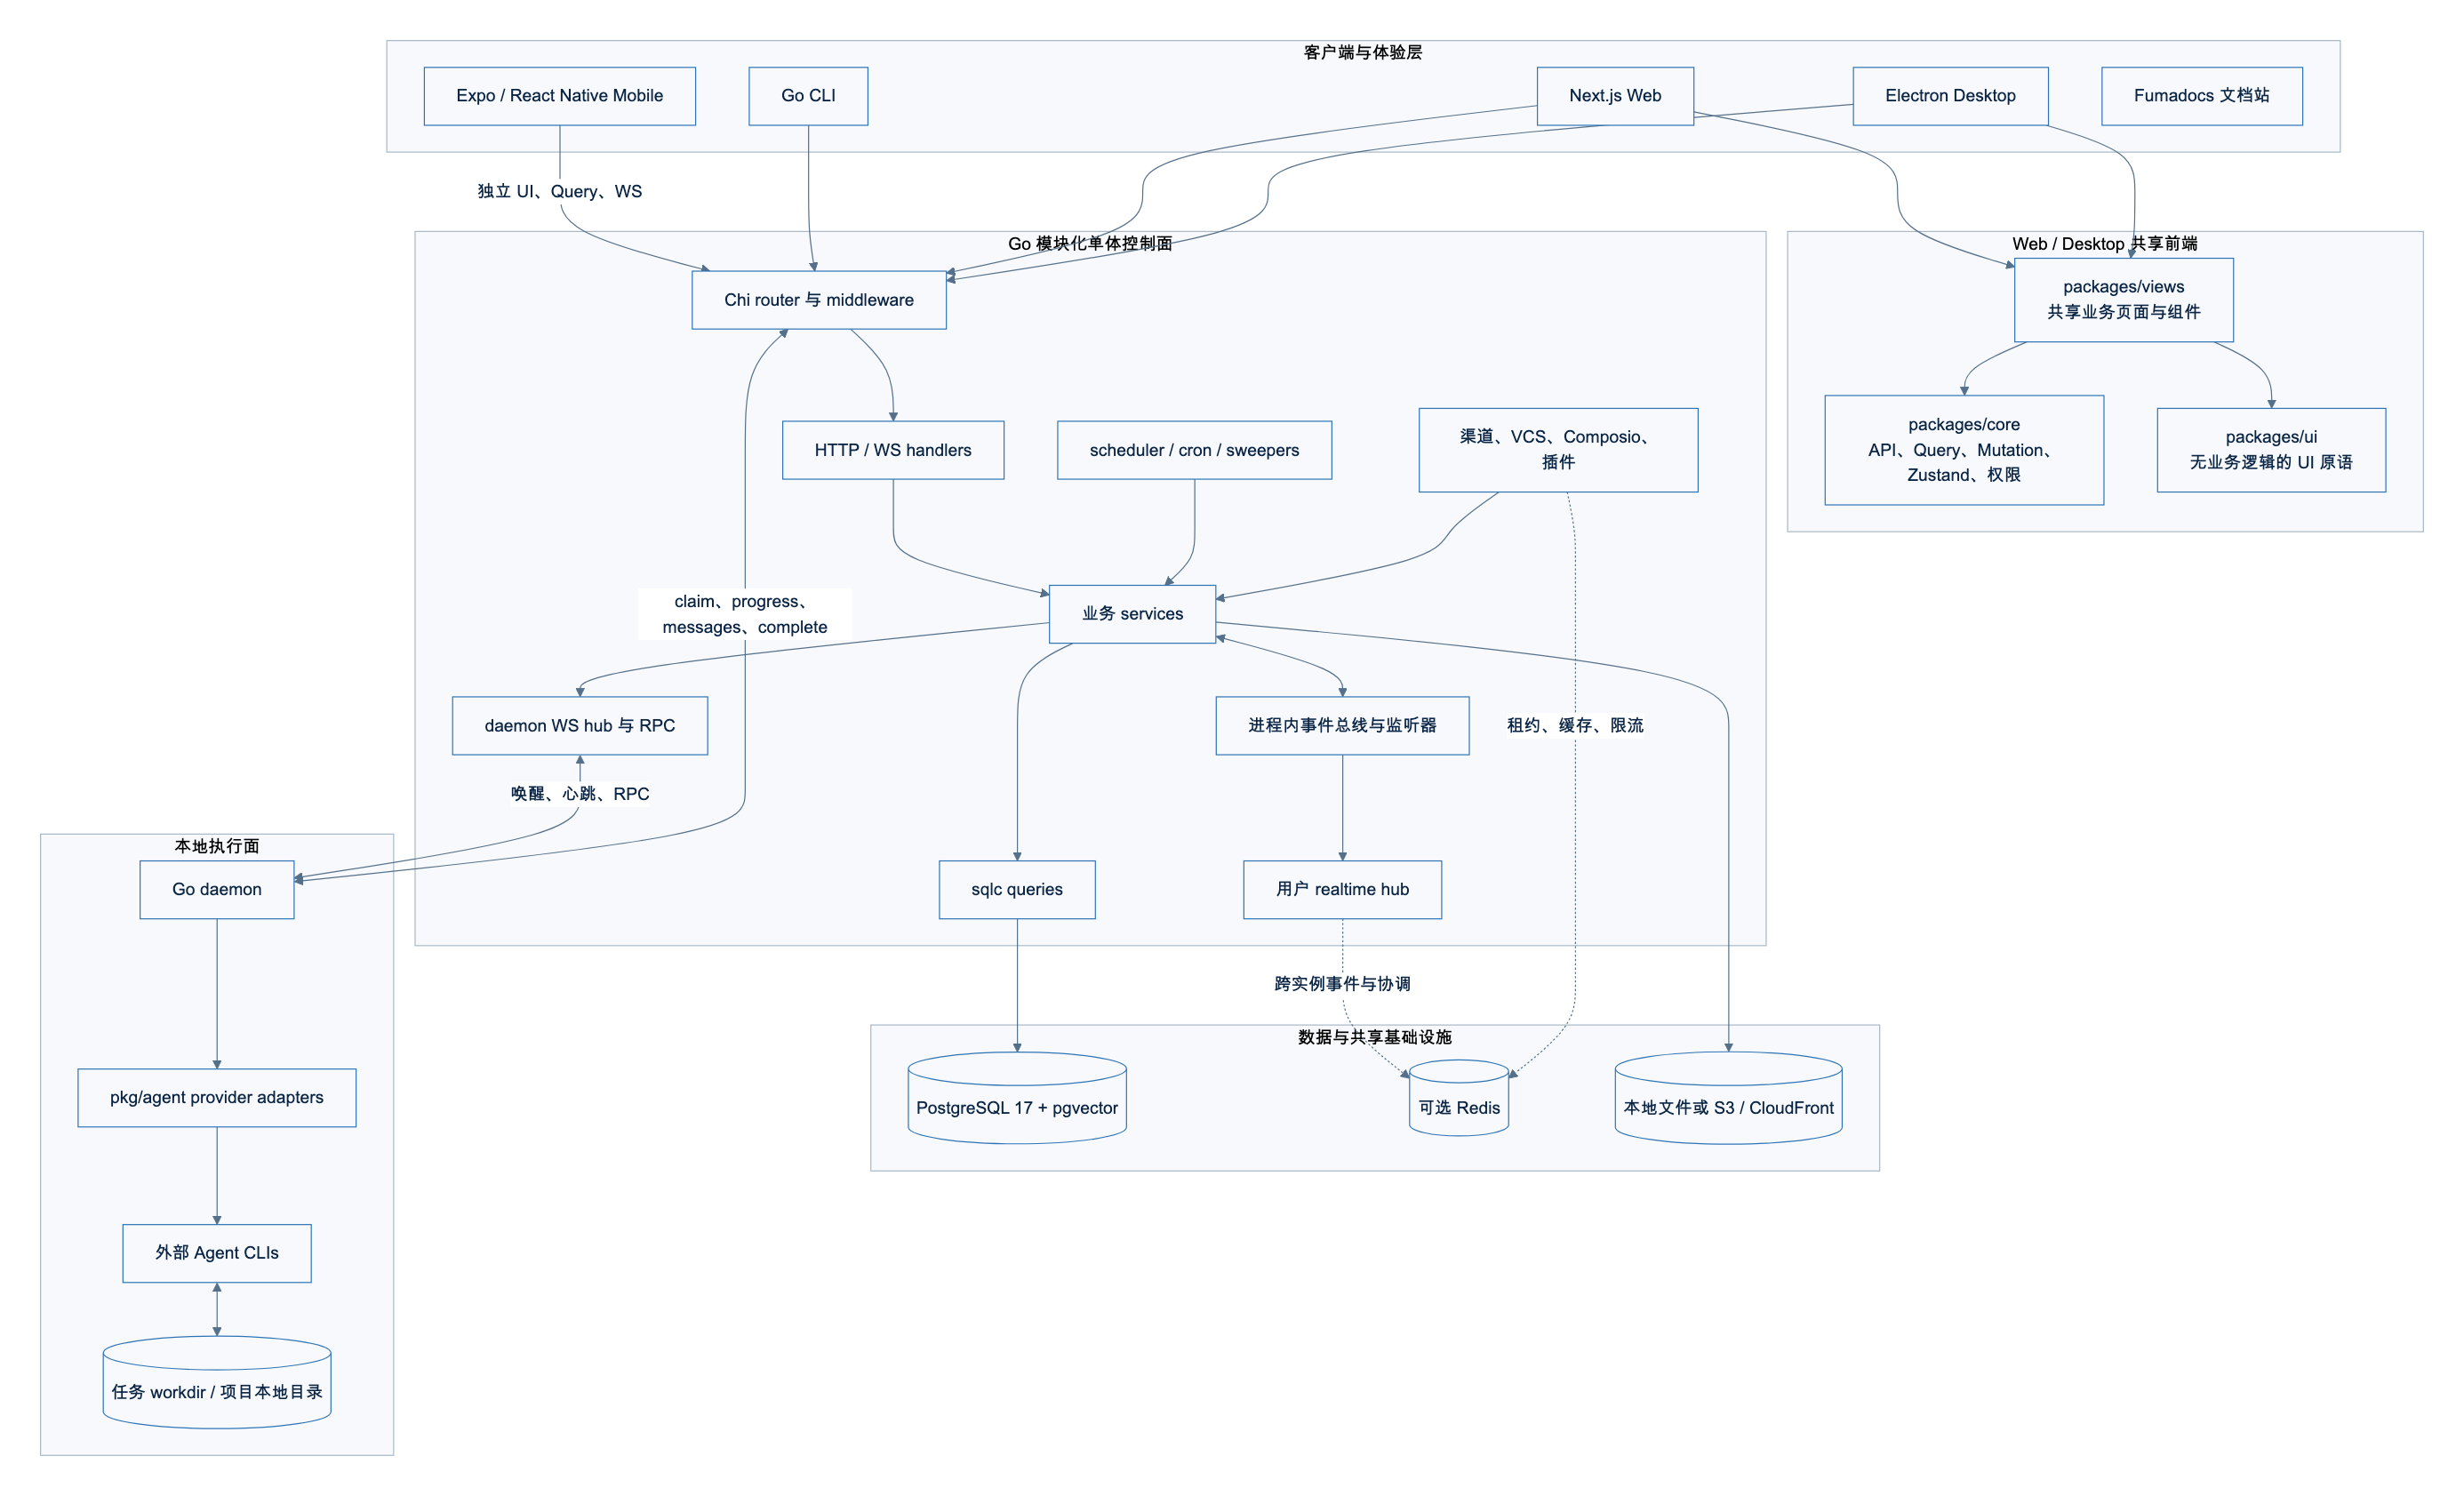 客户端与体验层
Expo / React Native Mobile
Go CLI
Next.js Web
Electron Desktop
Fumadocs 文档站
独立 UI、Query、WS
Go 模块化单体控制面
Chi router 与 middleware
HTTP / WS handlers
scheduler / cron / sweepers
渠道、VCS、Composio、
插件
claim、progress、
messages、complete
业务 services
daemon WS hub 与 RPC
进程内事件总线与监听器
租约、缓存、限流
唤醒、心跳、RPC
sqlc queries
用户 realtime hub
Web / Desktop 共享前端
packages/views
共享业务页面与组件
packages/core
API、Query、Mutation、
Zustand、权限
packages/ui
无业务逻辑的 UI 原语
本地执行面
Go daemon
pkg/agent provider adapters
外部 Agent CLIs
任务 workdir / 项目本地目录
跨实例事件与协调
数据与共享基础设施
PostgreSQL 17 + pgvector
可选 Redis
本地文件或 S3 / CloudFront